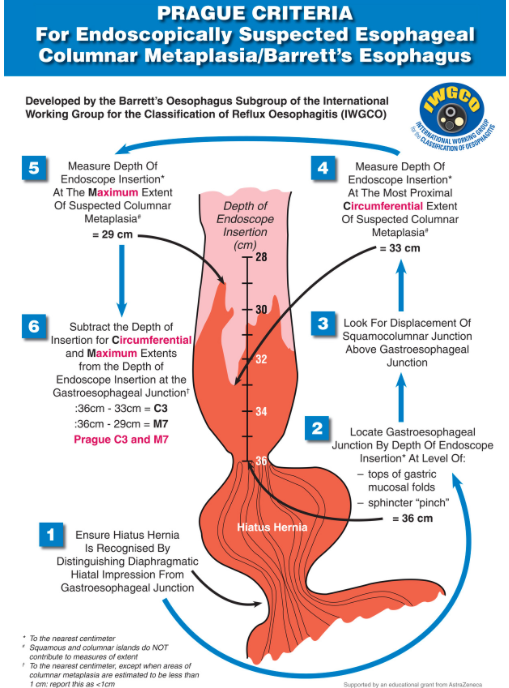 PRAGUE CRITERIA
For Endoscopically Suspected Esophageal
Columnar Metaplasia/Barrett's Esophagus
Developed by the Barrett's Oesophagus Subgroup of the International
Working Group for the Classification of Reflux Oesophagitis (IWGCO)
IWGCO
INTERNATIONAL WORKING GROUP
for the CLASSIFICATION OF OESOPHAGITIS
5
Measure Depth Of
Endoscope Insertion*
At The Maximum Extent
Of Suspected Columnar
Metaplasia#
= 29 cm
4
Measure Depth Of
Endoscope Insertion*
At The Most Proximal
Circumferential Extent
Of Suspected Columnar
Metaplasia#
= 33 cm
Depth of
Endoscope
Insertion
(cm)
28
30
32
34
36
6
Subtract the Depth of
Insertion for Circumferential
and Maximum Extents
from the Depth of
Endoscope Insertion at the
Gastroesophageal Junction†
:36cm - 33cm = C3
:36cm - 29cm = M7
Prague C3 and M7
3
Look For Displacement Of
Squamocolumnar Junction
Above Gastroesophageal
Junction
2
Locate Gastroesophageal
Junction By Depth Of Endoscope
Insertion* At Level Of:
– tops of gastric
mucosal folds
– sphincter "pinch"
= 36 cm
Hiatus Hernia
1
Ensure Hiatus Hernia
Is Recognised By
Distinguishing Diaphragmatic
Hiatal Impression From
Gastroesophageal Junction
* To the nearest centimeter
# Squamous and columnar islands do NOT
contribute to measures of extent
† To the nearest centimeter, except when areas of
columnar metaplasia are estimated to be less than
1 cm: report this as <1cm
Supported by an educational grant from AstraZeneca